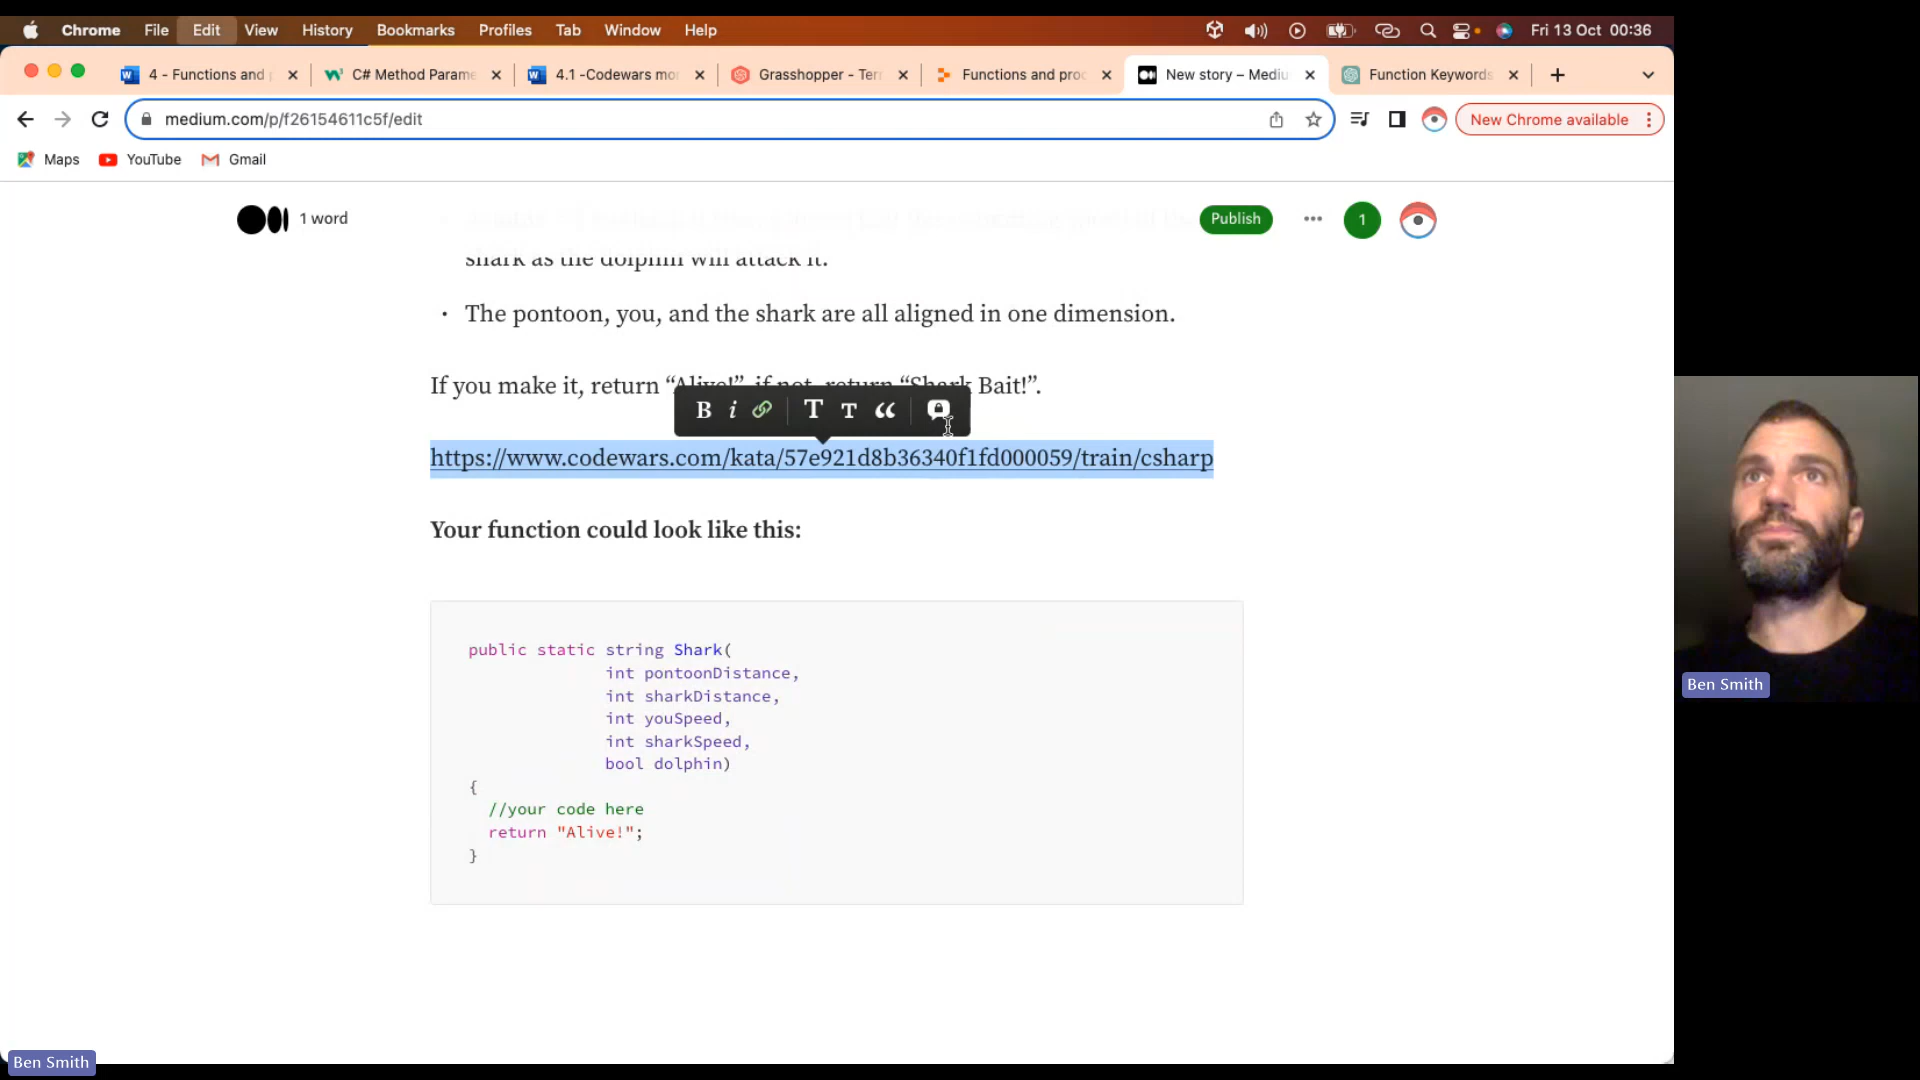 Chrome File Edit View History Bookmarks Profiles Tab Window Help Fri 13 Oct 00:36
4 - Functions and C# Method Parame 4.1 -Codewars mo Grasshopper - Ter Functions and pro New story – Mediu Function Keywords
medium.com/p/f26154611c5f/edit New Chrome available
Maps YouTube Gmail
1 word Publish 1
shark as the dolphin will attack it.
• The pontoon, you, and the shark are all aligned in one dimension.
If you make it, return “Alive!”, if not, return “Shark Bait!”.
B i T T
https://www.codewars.com/kata/57e921d8b36340f1fd000059/train/csharp
Your function could look like this:
public static string Shark(
int pontoonDistance,
int sharkDistance,
int youSpeed,
int sharkSpeed,
bool dolphin)
{
//your code here
return "Alive!";
}
Ben Smith
Ben Smith